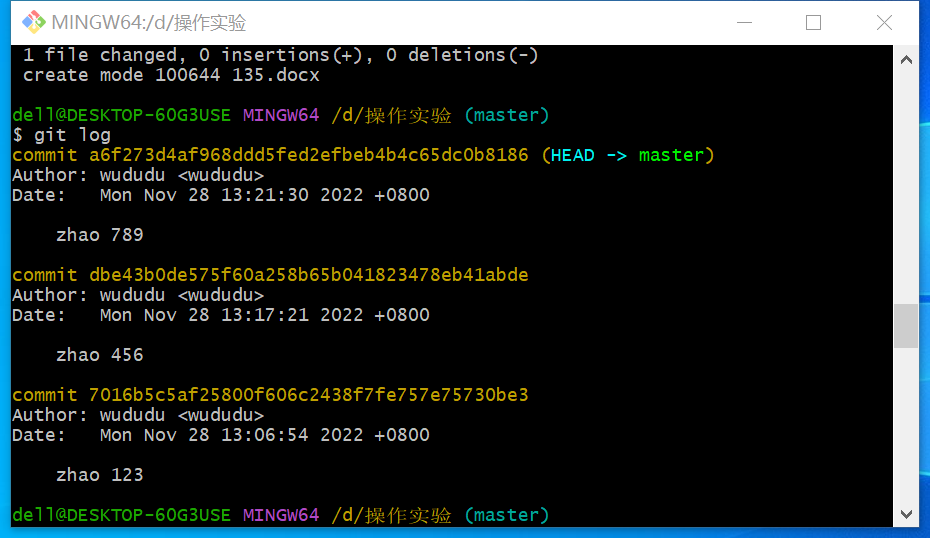 MINGW64:/d/操作实验
1 file changed, 0 insertions(+), 0 deletions(-)
create mode 100644 135.docx
dell@DESKTOP-60G3USE MINGW64 /d/操作实验 (master)
$ git log
commit a6f273d4af968ddd5fed2efbeb4b4c65dc0b8186 (HEAD -> master)
Author: wududu <wududu>
Date:   Mon Nov 28 13:21:30 2022 +0800
zhao 789
commit dbe43b0de575f60a258b65b041823478eb41abde
Author: wududu <wududu>
Date:   Mon Nov 28 13:17:21 2022 +0800
zhao 456
commit 7016b5c5af25800f606c2438f7fe757e75730be3
Author: wududu <wududu>
Date:   Mon Nov 28 13:06:54 2022 +0800
zhao 123
dell@DESKTOP-60G3USE MINGW64 /d/操作实验 (master)